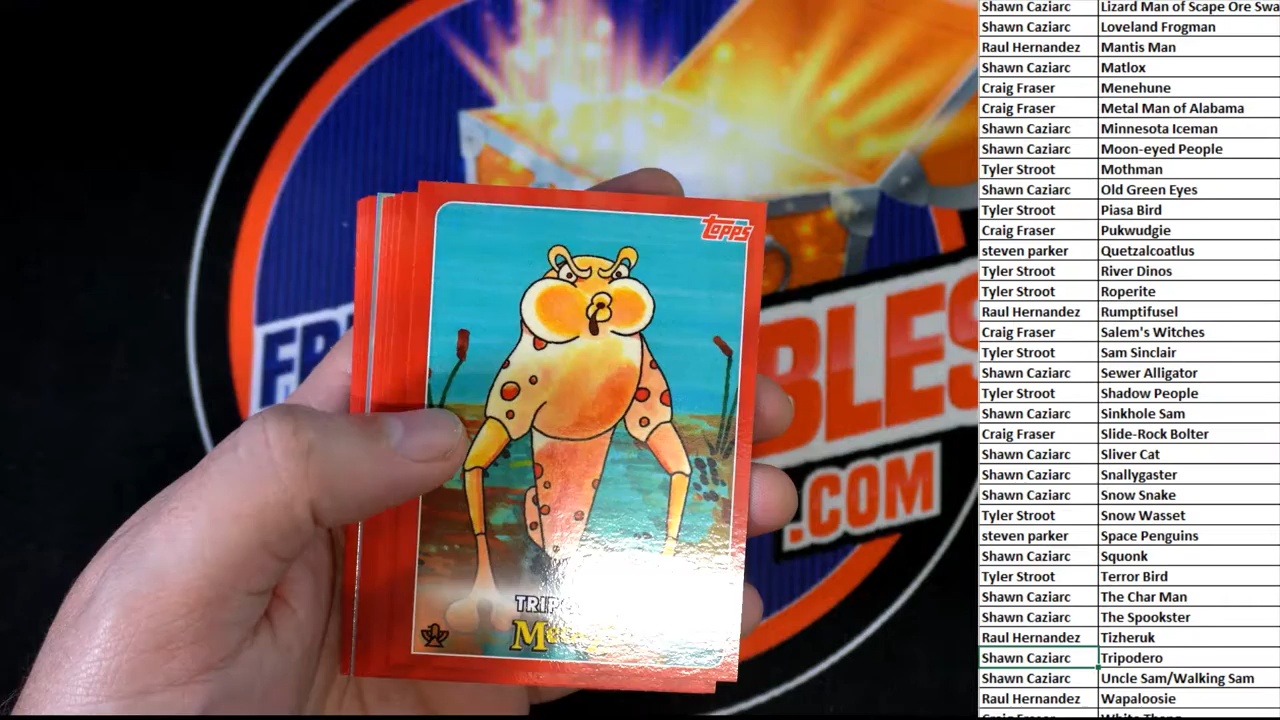 topps
Shawn Caziarc Lizard Man of Scape Ore Swa
Shawn Caziarc Loveland Frogman
Raul Hernandez Mantis Man
Shawn Caziarc Matlox
Craig Fraser Menehune
Craig Fraser Metal Man of Alabama
Shawn Caziarc Minnesota Iceman
Shawn Caziarc Moon-eyed People
Tyler Stroot Mothman
Shawn Caziarc Old Green Eyes
Tyler Stroot Piasa Bird
Craig Fraser Pukwudgie
steven parker Quetzalcoatlus
Tyler Stroot River Dinos
Tyler Stroot Roperite
Raul Hernandez Rumptifusel
Craig Fraser Salem's Witches
Tyler Stroot Sam Sinclair
Shawn Caziarc Sewer Alligator
Tyler Stroot Shadow People
Shawn Caziarc Sinkhole Sam
Craig Fraser Slide-Rock Bolter
Shawn Caziarc Sliver Cat
Shawn Caziarc Snallygaster
Shawn Caziarc Snow Snake
Tyler Stroot Snow Wasset
steven parker Space Penguins
Shawn Caziarc Squonk
Tyler Stroot Terror Bird
Shawn Caziarc The Char Man
Shawn Caziarc The Spookster
Raul Hernandez Tizheruk
Shawn Caziarc Tripodero
Shawn Caziarc Uncle Sam/Walking Sam
Raul Hernandez Wapaloosie
BLES
.COM